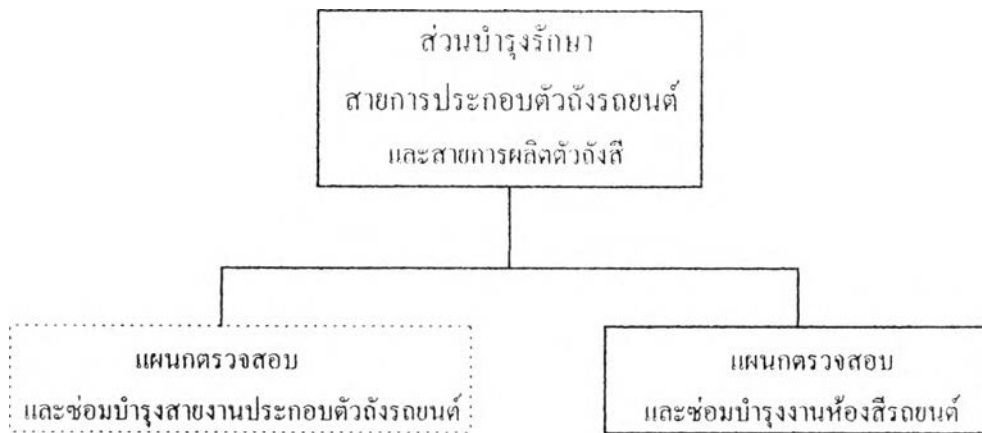 ส่วนบำรุงรักษา
สายการประกอบตัวถังรถยนต์
และสายการผลิตตัวถังสี
แผนกตรวจสอบ
และซ่อมบำรุงสายงานประกอบตัวถังรถยนต์
แผนกตรวจสอบ
และซ่อมบำรุงงานห้องสีรถยนต์